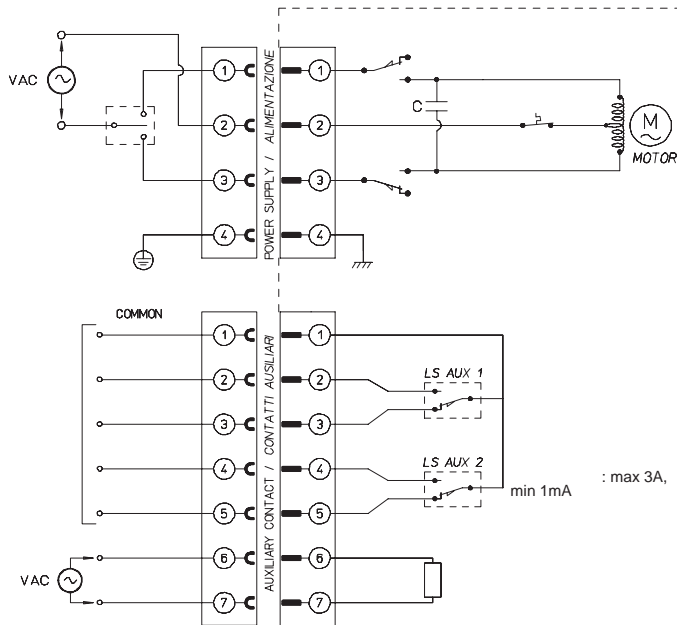 VAC
1
2
3
4
POWER SUPPLY / ALIMENTAZIONE
1
2
3
4
C
M
MOTOR
COMMON
1
2
3
4
5
6
7
VAC
AUXILIARY CONTACT / CONTATTI AUSILIARI
1
2
3
4
5
6
7
LS AUX 1
LS AUX 2
: max 3A,
min 1mA